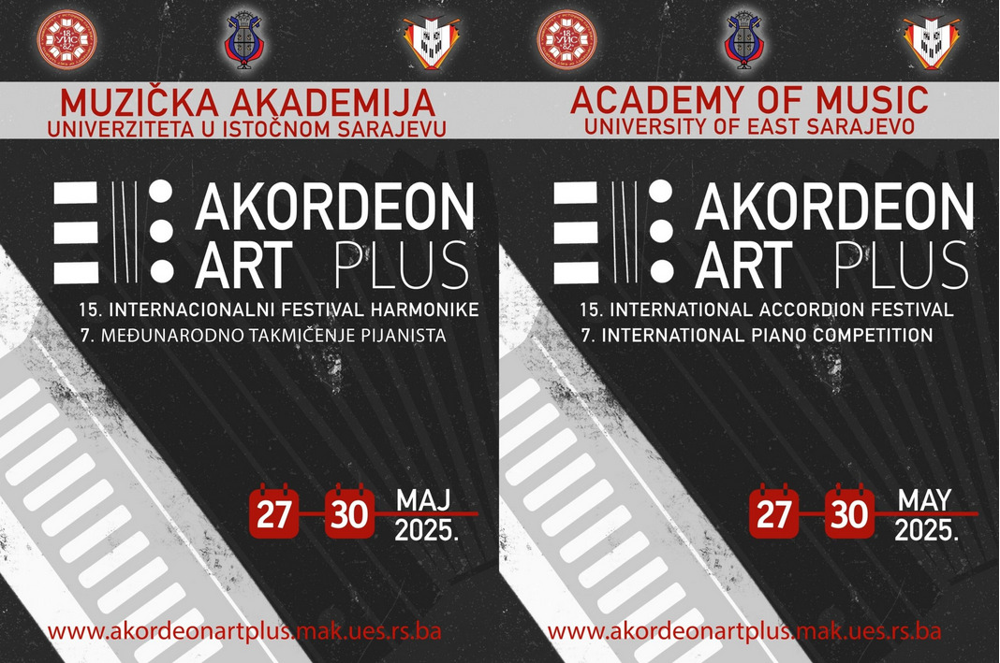 MUZIČKA AKADEMIJA
UNIVERZITETA U ISTOČNOM SARAJEVU
AKORDEON
ART PLUS
15. INTERNACIONALNI FESTIVAL HARMONIKE
7. MEĐUNARODNO TAKMIČENJE PIJANISTA
27 30 MAJ
2025.
www.akordeonartplus.mak.ues.rs.ba
ACADEMY OF MUSIC
UNIVERSITY OF EAST SARAJEVO
AKORDEON
ART PLUS
15. INTERNATIONAL ACCORDION FESTIVAL
7. INTERNATIONAL PIANO COMPETITION
27 30 MAY
2025.
www.akordeonartplus.mak.ues.rs.ba